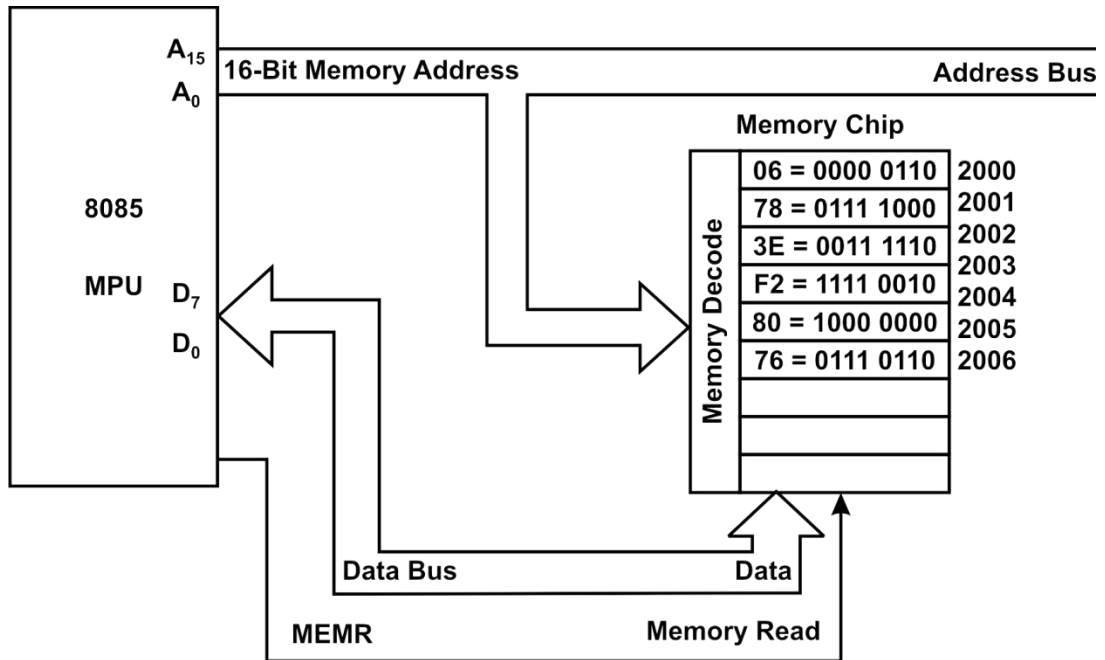 A15
16-Bit Memory Address
Address Bus
A0
Memory Chip
8085
MPU
D7
D0
Memory Decode
06 = 0000 0110
2000
78 = 0111 1000
2001
3E = 0011 1110
2002
F2 = 1111 0010
2003
80 = 1000 0000
2004
76 = 0111 0110
2005
2006
Data Bus
Data
MEMR
Memory Read